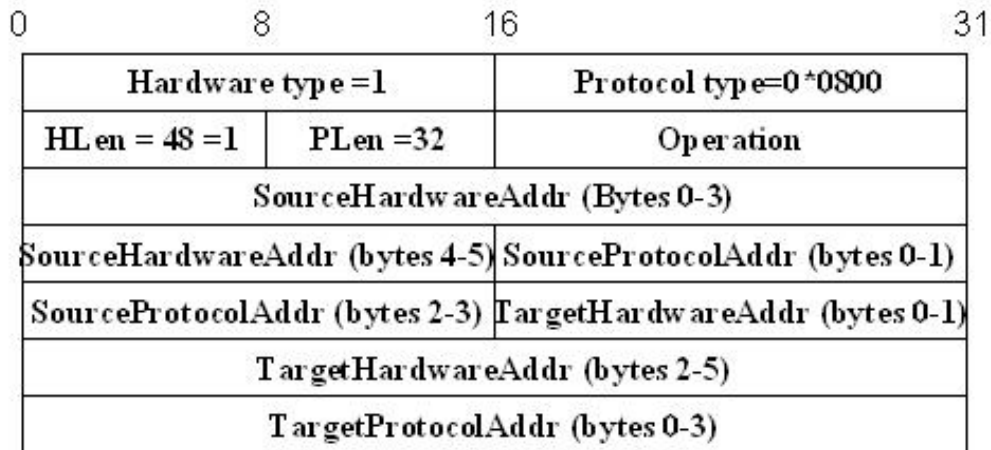 0 8 16 31
Hardware type =1 Protocol type=0*0800
HLen = 48 =1 PLen =32 Operation
SourceHardwareAddr (Bytes 0-3)
SourceHardwareAddr (bytes 4-5) SourceProtocolAddr (bytes 0-1)
SourceProtocolAddr (bytes 2-3) TargetHardwareAddr (bytes 0-1)
TargetHardwareAddr (bytes 2-5)
TargetProtocolAddr (bytes 0-3)